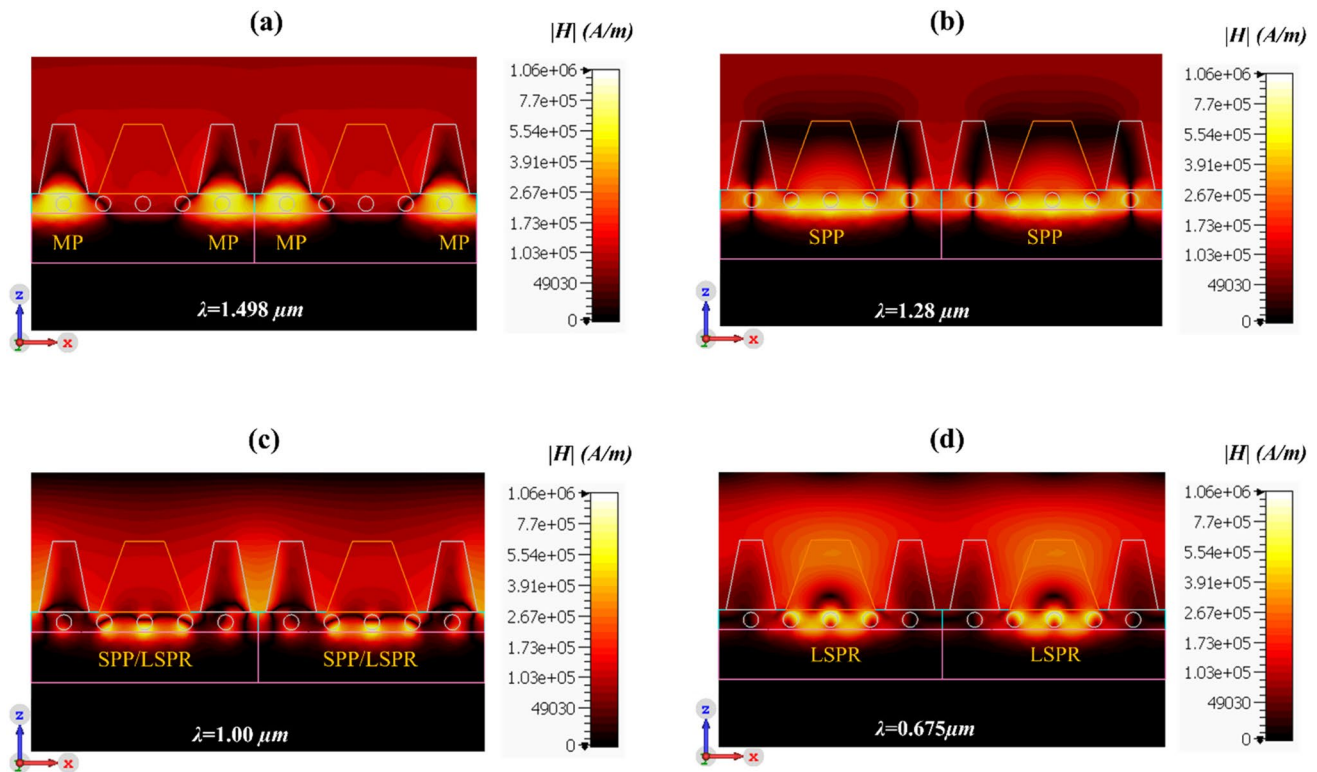 (a)
|H| (A/m)
1.06e+06
7.7e+05
5.54e+05
3.91e+05
2.67e+05
1.73e+05
1.03e+05
49030
0
MP MP MP MP
λ=1.498 μm
z
x
(b)
|H| (A/m)
1.06e+06
7.7e+05
5.54e+05
3.91e+05
2.67e+05
1.73e+05
1.03e+05
49030
0
SPP SPP
λ=1.28 μm
z
x
(c)
|H| (A/m)
1.06e+06
7.7e+05
5.54e+05
3.91e+05
2.67e+05
1.73e+05
1.03e+05
49030
0
SPP/LSPR SPP/LSPR
λ=1.00 μm
z
x
(d)
|H| (A/m)
1.06e+06
7.7e+05
5.54e+05
3.91e+05
2.67e+05
1.73e+05
1.03e+05
49030
0
LSPR LSPR
λ=0.675μm
z
x